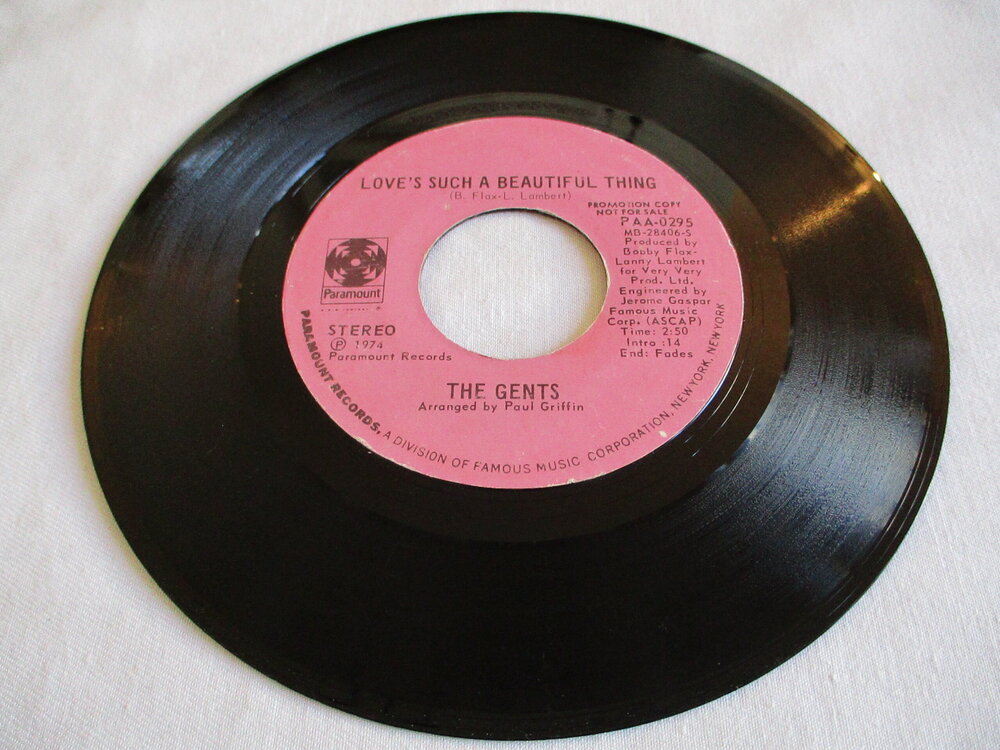 LOVE'S SUCH A BEAUTIFUL THING
(B. Flax-L. Lambert)
PROMOTION COPY
NOT FOR SALE
PAA-0295
MB-28406-S
Produced by
Bobby Flax-
Lanny Lambert
for Very Very
Prod. Ltd.
Engineered by
Jerome Gaspar
Famous Music
Corp. (ASCAP)
Time: 2:50
Intro :14
End: Fades
Paramount
STEREO
Ⓟ 1974
Paramount Records
THE GENTS
Arranged by Paul Griffin
PARAMOUNT RECORDS, A DIVISION OF FAMOUS MUSIC CORPORATION, NEW YORK, NEW YORK